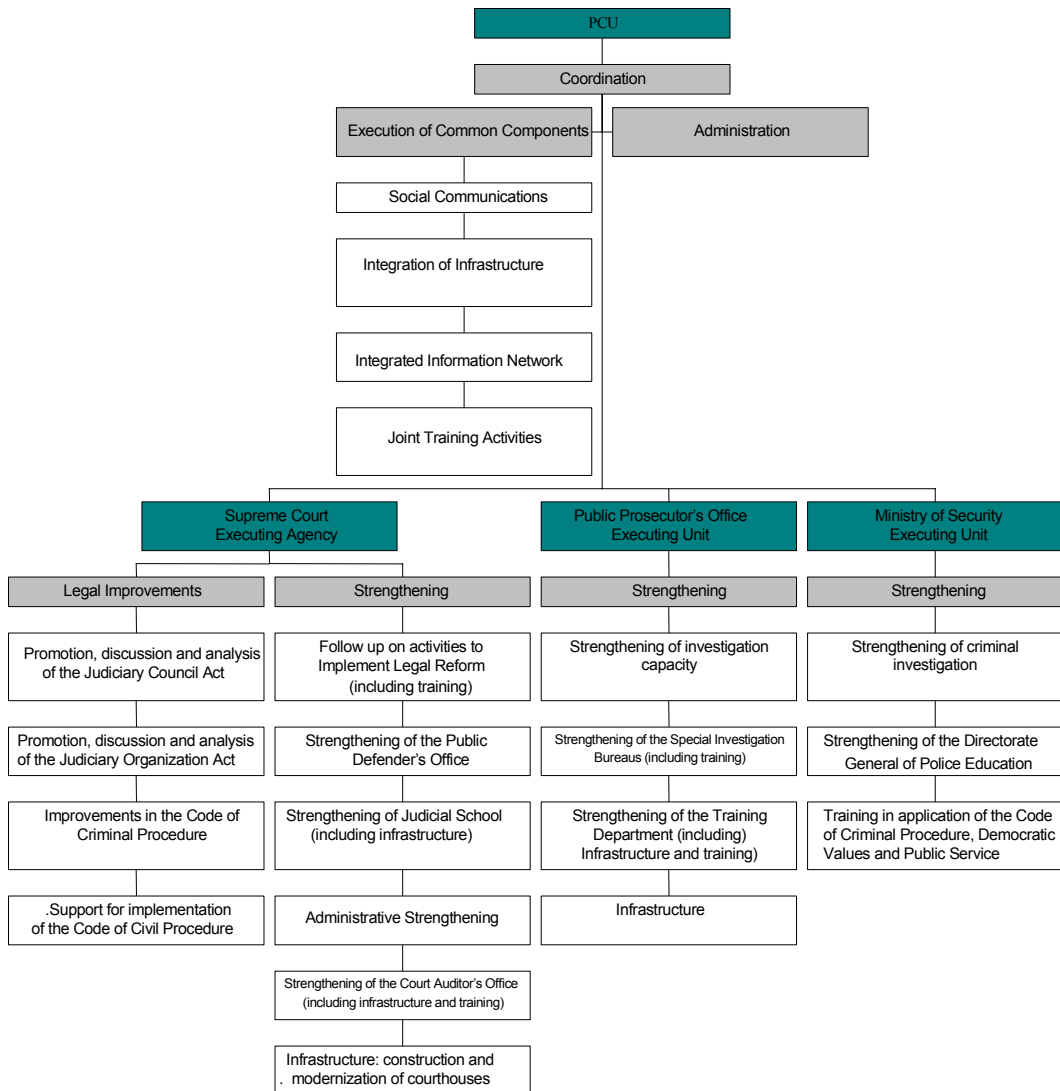 PCU
Coordination
Execution of Common Components
Administration
Social Communications
Integration of Infrastructure
Integrated Information Network
Joint Training Activities
Supreme Court
Executing Agency
Public Prosecutor's Office
Executing Unit
Ministry of Security
Executing Unit
Legal Improvements
Strengthening
Strengthening
Strengthening
Promotion, discussion and analysis
of the Judiciary Council Act
Follow up on activities to
Implement Legal Reform
(including training)
Strengthening of investigation
capacity
Strengthening of criminal
investigation
Promotion, discussion and analysis
of the Judiciary Organization Act
Strengthening of the Public
Defender's Office
Strengthening of the Special Investigation
Bureaus (including training)
Strengthening of the Directorate
General of Police Education
Improvements in the Code of
Criminal Procedure
Strengthening of Judicial School
(including infrastructure)
Strengthening of the Training
Department (including)
Infrastructure and training)
Training in application of the Code
of Criminal Procedure, Democratic
Values and Public Service
.Support for implementation
of the Code of Civil Procedure
Administrative Strengthening
Infrastructure
Strengthening of the Court Auditor's Office
(including infrastructure and training)
Infrastructure: construction and
. modernization of courthouses